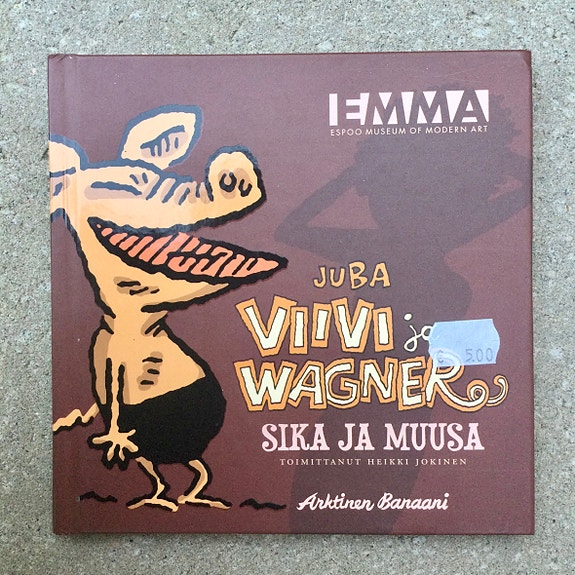 EMMA
ESPOO MUSEUM OF MODERN ART
JUBA
VIIVI ja
€ 5.00
WAGNER
SIKA JA MUUSA
TOIMITTANUT HEIKKI JOKINEN
Arktinen Banaani